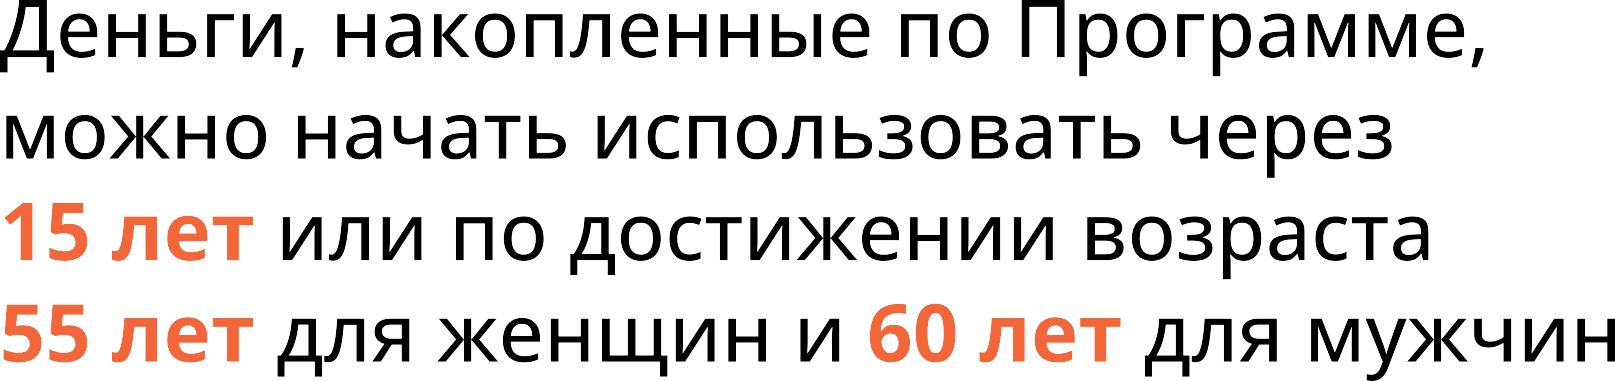 Деньги, накопленные по Программе,
можно начать использовать через
15 лет или по достижении возраста
55 лет для женщин и 60 лет для мужчин